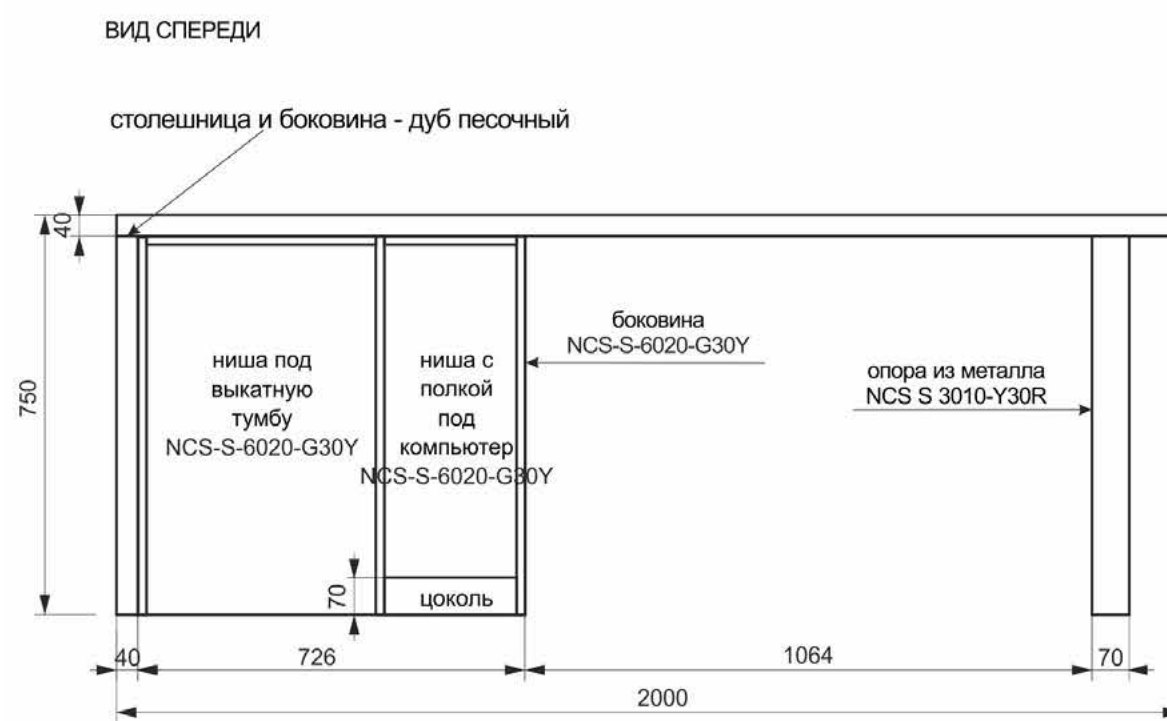 ВИД СПЕРЕДИ
столешница и боковина - дуб песочный
40
750
ниша под
выкатную
тумбу
NCS-S-6020-G30Y
ниша с
полкой
под
компьютер
NCS-S-6020-G30Y
боковина
NCS-S-6020-G30Y
опора из металла
NCS S 3010-Y30R
70
цоколь
40
726
1064
70
2000